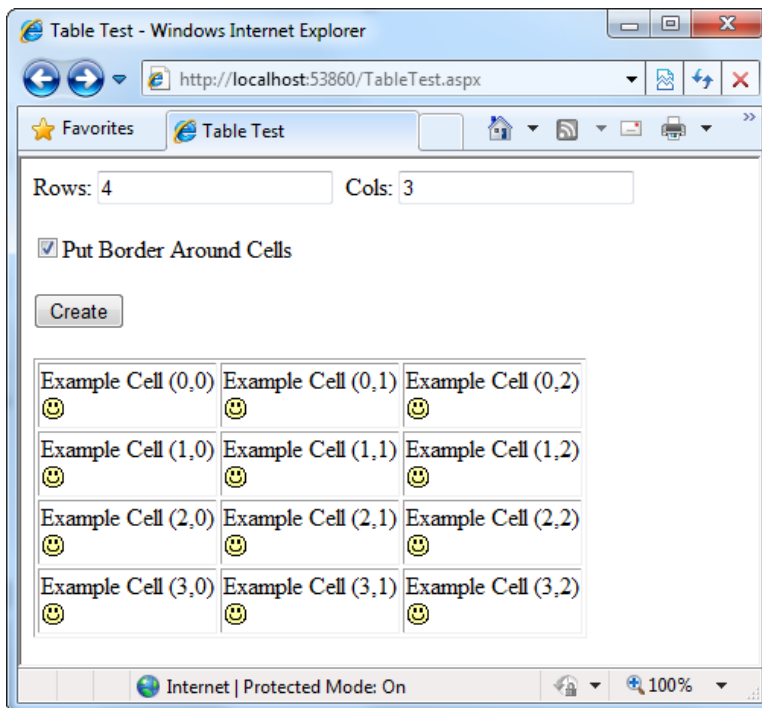 Table Test - Windows Internet Explorer
http://localhost:53860/TableTest.aspx
Favorites Table Test
Rows: 4 Cols: 3
Put Border Around Cells
Create
Example Cell (0,0) Example Cell (0,1) Example Cell (0,2)
Example Cell (1,0) Example Cell (1,1) Example Cell (1,2)
Example Cell (2,0) Example Cell (2,1) Example Cell (2,2)
Example Cell (3,0) Example Cell (3,1) Example Cell (3,2)
Internet | Protected Mode: On 100%